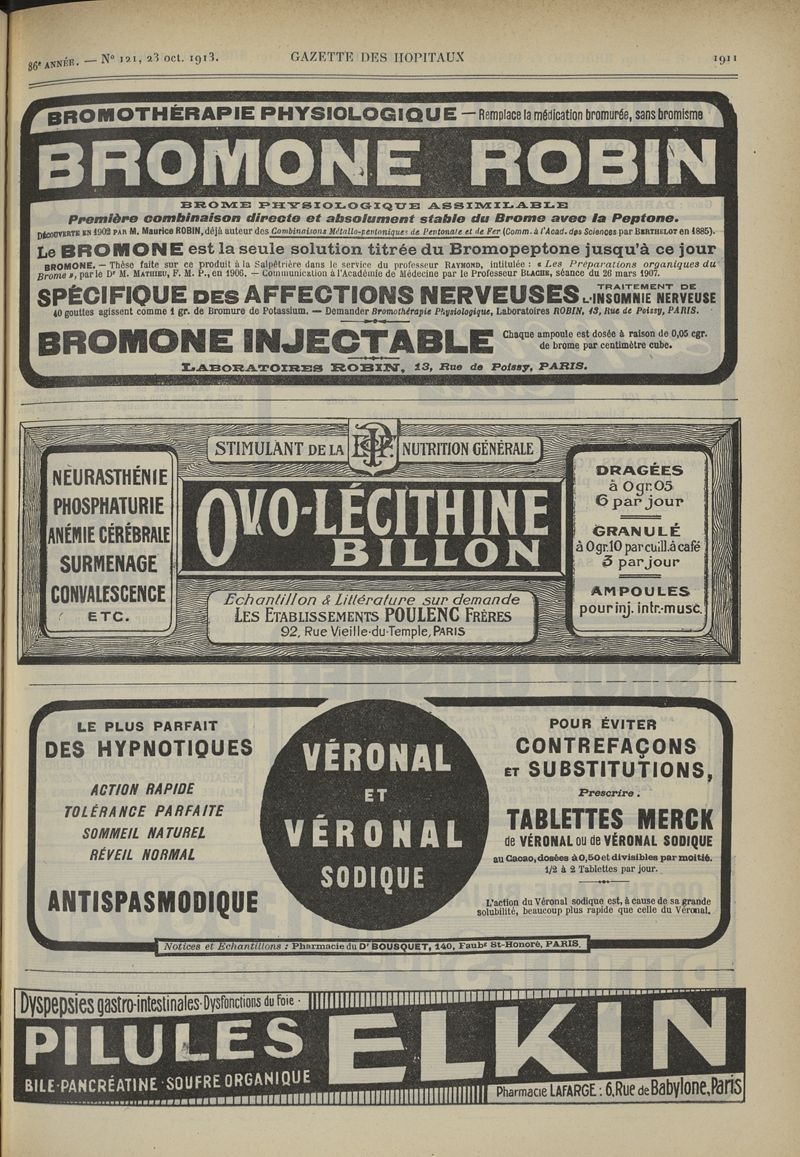 86e ANNÉE. — No 121, 23 oct. 1913. GAZETTE DES HOPITAUX 1911
BROMOTHÉRAPIE PHYSIOLOGIQUE — Remplace la médication bromurée, sans bromisme
BROMONE ROBIN
BROME PHYSIOLOGIQUE ASSIMILABLE
Première combinaison directe et absolument stable du Brome avec la Peptone.
DÉCOUVERTE EN 1902 PAR M. Maurice ROBIN, déjà auteur des Combinaisons Métallo-peptoniques de Peptonate et de Fer (Comm. à l'Acad. des Sciences par BERTHELOT en 1885).
Le BROMONE est la seule solution titrée du Bromopeptone jusqu'à ce jour
BROMONE. — Thèse faite sur ce produit à la Salpêtrière dans le service du professeur RAYMOND, intitulée : « Les Préparations organiques du
Brome », par le Dr M. MATHIEU, F. M. P., en 1906. — Communication à l'Académie de Médecine par le Professeur BLACHE, séance du 26 mars 1907.
SPÉCIFIQUE DES AFFECTIONS NERVEUSES TRAITEMENT DE
L'INSOMNIE NERVEUSE
40 gouttes agissent comme 1 gr. de Bromure de Potassium. — Demander Bromothérapie Physiologique, Laboratoires ROBIN, 13, Rue de Poissy, PARIS.
BROMONE INJECTABLE Chaque ampoule est dosée à raison de 0,05 cgr.
de brome par centimètre cube.
LABORATOIRES ROBIN, 13, Rue de Poissy, PARIS.
STIMULANT DE LA NUTRITION GÉNÉRALE
NEURASTHÉNIE
PHOSPHATURIE
ANÉMIE CÉRÉBRALE
SURMENAGE
CONVALESCENCE
ETC.
OVO-LÉCITHINE
BILLON
Echantillon & Littérature sur demande
LES ETABLISSEMENTS POULENC FRÈRES
92, Rue Vieille-du-Temple, PARIS
DRAGÉES
à 0gr.05
6 par jour
GRANULÉ
à 0gr.10 par cuill. à café
3 par jour
AMPOULES
pour inj. intr.-musc.
LE PLUS PARFAIT
DES HYPNOTIQUES
ACTION RAPIDE
TOLÉRANCE PARFAITE
SOMMEIL NATUREL
RÉVEIL NORMAL
ANTISPASMODIQUE
VÉRONAL
ET
VÉRONAL
SODIQUE
POUR ÉVITER
CONTREFAÇONS
ET SUBSTITUTIONS,
Prescrire.
TABLETTES MERCK
de VÉRONAL ou de VÉRONAL SODIQUE
au Cacao, dosées à 0,50 et divisibles par moitié.
1/2 à 2 Tablettes par jour.
L'action du Véronal sodique est, à cause de sa grande
solubilité, beaucoup plus rapide que celle du Véronal.
Notices et Echantillons : Pharmacie du Dr BOUSQUET, 140, Faubg St-Honoré, PARIS.
Dyspepsies gastro-intestinales-Dysfonctions du Foie -
PILULES ELKIN
BILE-PANCRÉATINE-SOUFRE ORGANIQUE
Pharmacie LAFARGE : 6, Rue de Babylone, Paris